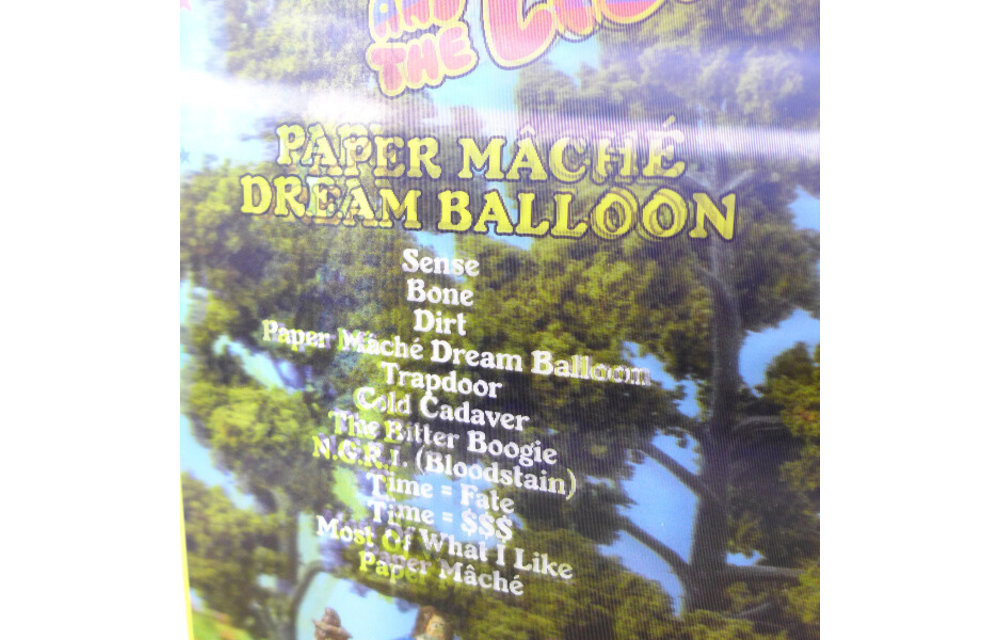 AND
THE
PAPER MÂCHÉ
DREAM BALLOON
Sense
Bone
Dirt
Paper Mâché Dream Balloon
Trapdoor
Cold Cadaver
The Bitter Boogie
N.G.R.I. (Bloodstain)
Time = Fate
Time = $$$
Most Of What I Like
Paper Mâché